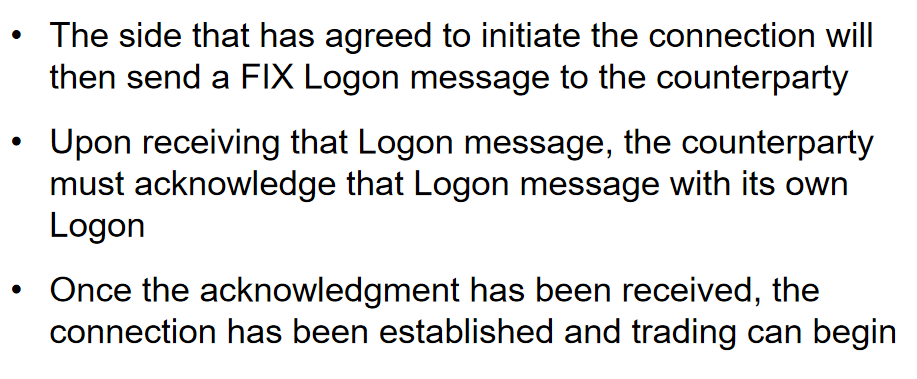 • The side that has agreed to initiate the connection will
then send a FIX Logon message to the counterparty
• Upon receiving that Logon message, the counterparty
must acknowledge that Logon message with its own
Logon
• Once the acknowledgment has been received, the
connection has been established and trading can begin